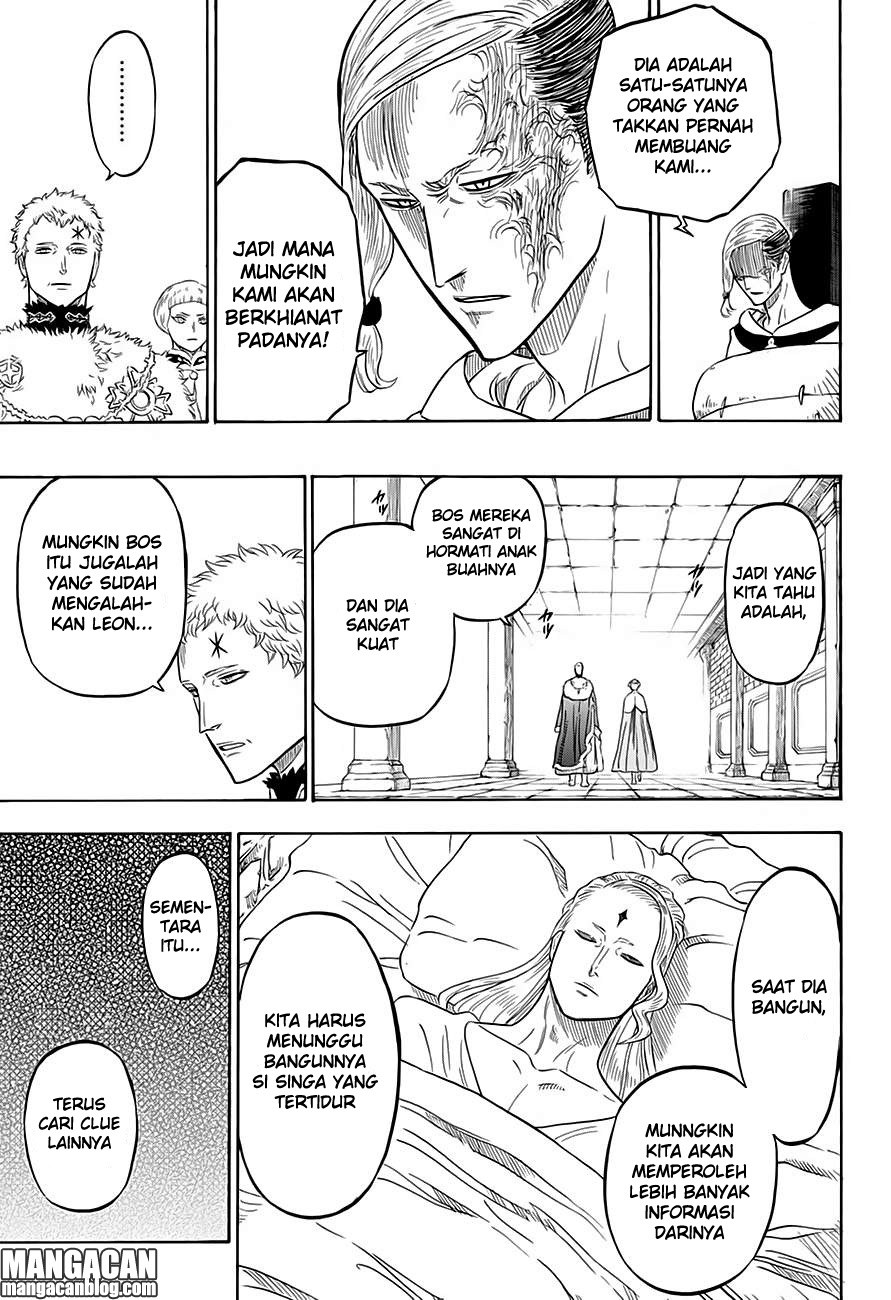 DIA ADALAH
SATU-SATUNYA
ORANG YANG
TAKKAN PERNAH
MEMBUANG
KAMI...
JADI MANA
MUNGKIN
KAMI AKAN
BERKHIANAT
PADANYA!
.........
JADI YANG
KITA TAHU
ADALAH,
BOS MEREKA
SANGAT DI
HORMATI ANAK
BUAHNYA
DAN DIA
SANGAT
KUAT
MUNGKIN BOS
ITU JUGALAH
YANG SUDAH
MENGALAH-
KAN LEON...
SAAT DIA
BANGUN,
MUNNGKIN
KITA AKAN
MEMPEROLEH
LEBIH BANYAK
INFORMASI
DARINYA
KITA HARUS
MENUNGGU
BANGUNNYA
SI SINGA YANG
TERTIDUR
SEMEN-
TARA
ITU...
TERUS
CARI CLUE
LAINNYA
MANGACAN
mangacanblog.com